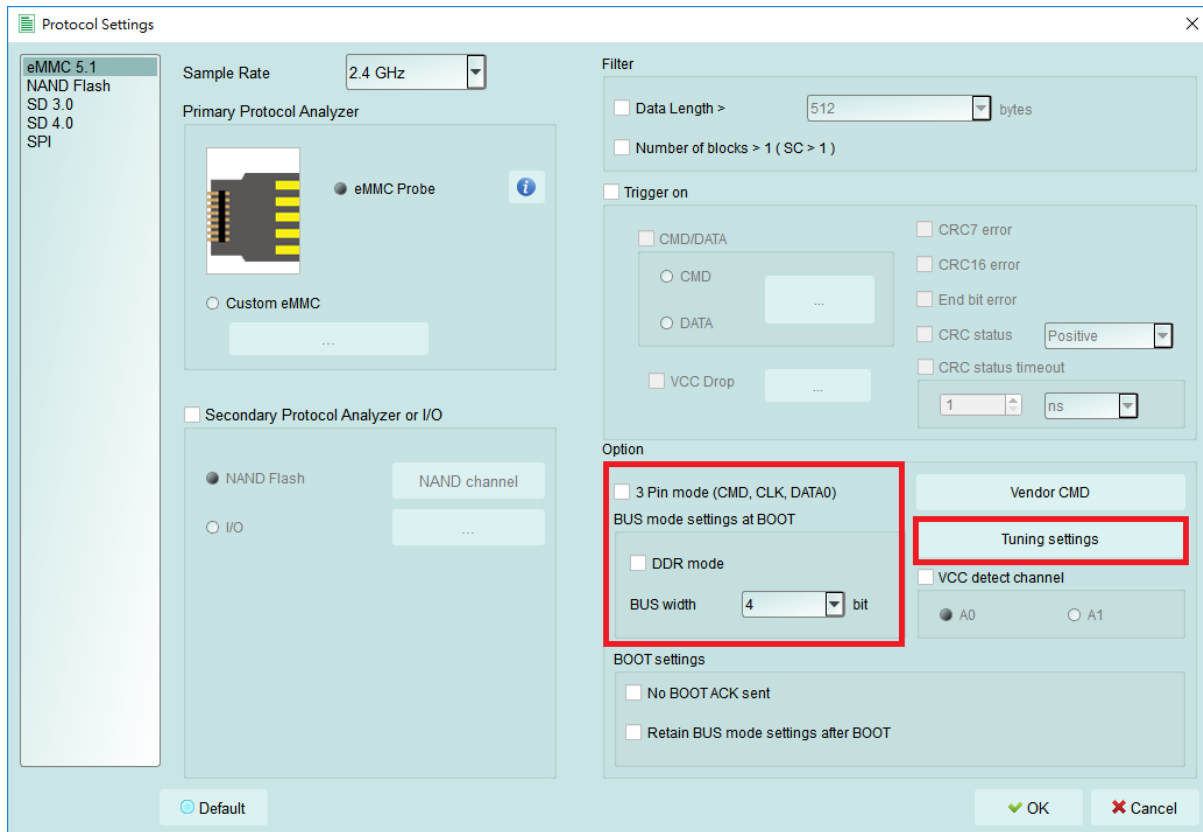 Protocol Settings
eMMC 5.1
NAND Flash
SD 3.0
SD 4.0
SPI
Sample Rate 2.4 GHz
Primary Protocol Analyzer
eMMC Probe
Custom eMMC
...
Secondary Protocol Analyzer or I/O
NAND Flash NAND channel
I/O ...
Filter
Data Length > 512 bytes
Number of blocks > 1 ( SC > 1 )
Trigger on
CMD/DATA
CMD
...
DATA
VCC Drop ...
CRC7 error
CRC16 error
End bit error
CRC status Positive
CRC status timeout
1 ns
Option
3 Pin mode (CMD, CLK, DATA0)
BUS mode settings at BOOT
DDR mode
BUS width 4 bit
Vendor CMD
Tuning settings
VCC detect channel
A0 A1
BOOT settings
No BOOT ACK sent
Retain BUS mode settings after BOOT
Default
OK
Cancel